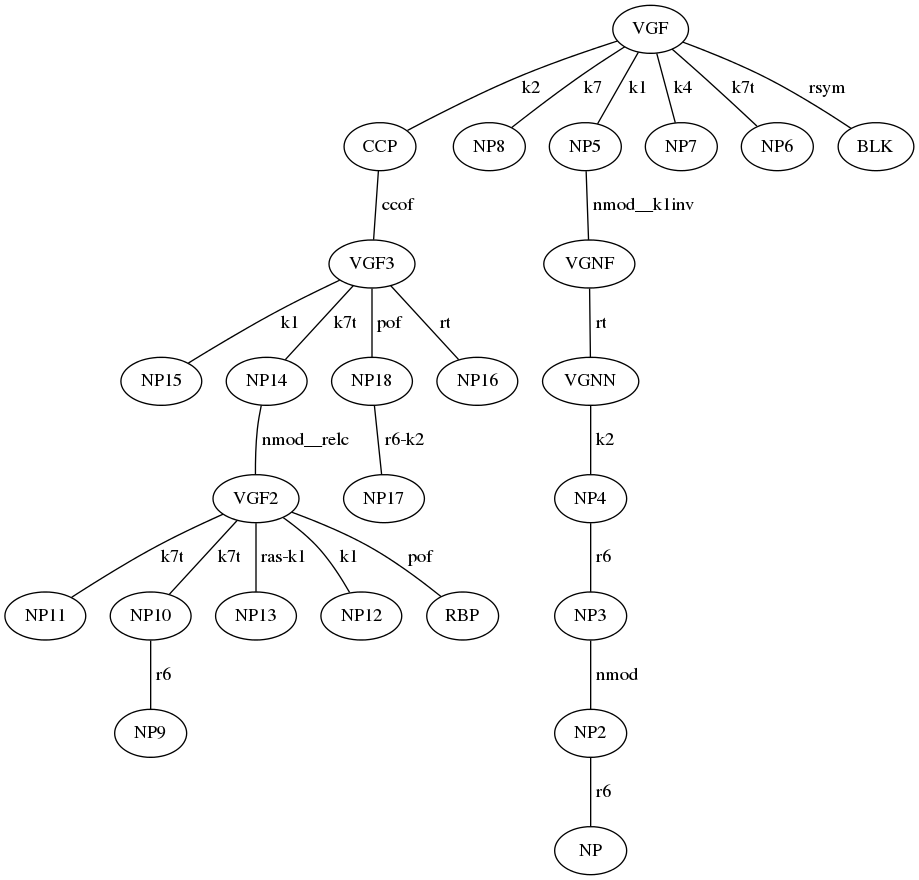 VGF
k2 k7 k1 k4 k7t rsym
CCP NP8 NP5 NP7 NP6 BLK
ccof nmod__k1inv
VGF3 VGNF
k1 k7t pof rt rt
NP15 NP14 NP18 NP16 VGNN
nmod__relc r6-k2 k2
VGF2 NP17 NP4
k7t k7t ras-k1 k1 pof r6
NP11 NP10 NP13 NP12 RBP NP3
r6 nmod
NP9 NP2
r6
NP